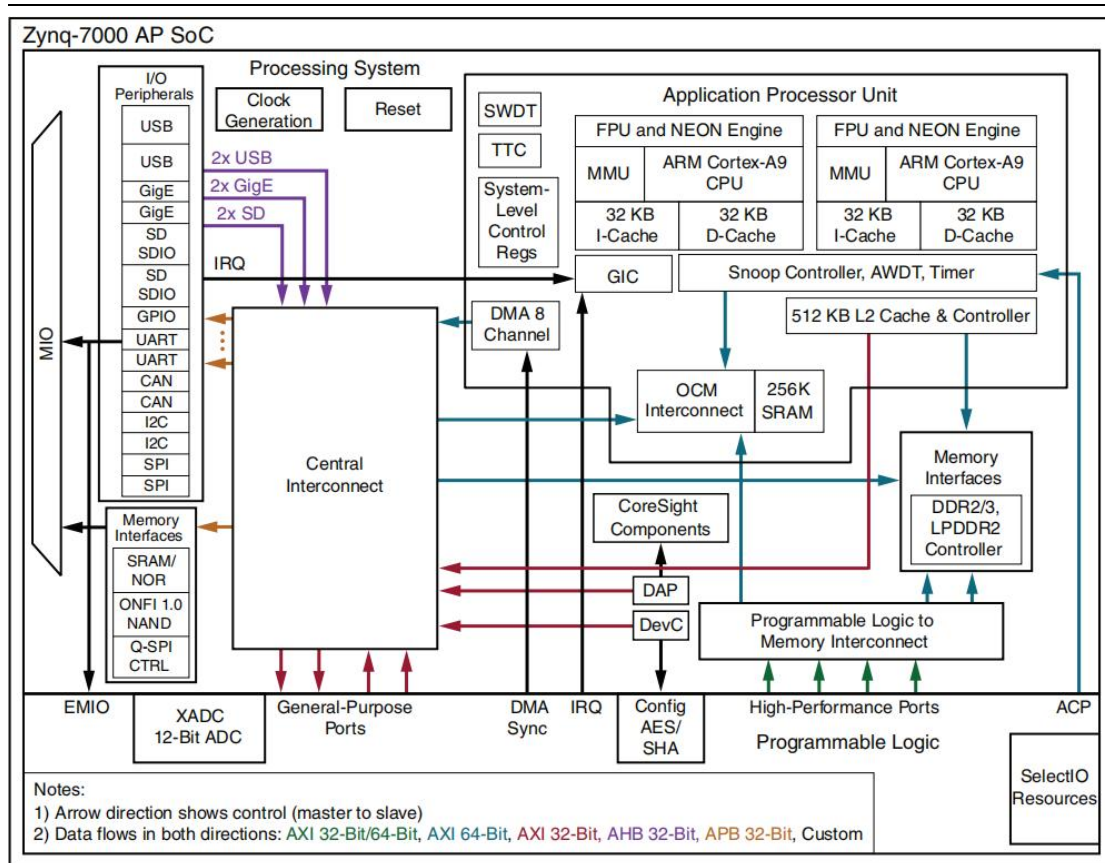 Zynq-7000 AP SoC
Processing System
I/O
Peripherals
USB
USB
GigE
GigE
SD
SDIO
SD
SDIO
GPIO
UART
UART
CAN
CAN
I2C
I2C
SPI
SPI
MIO
Clock
Generation
Reset
2x USB
2x GigE
2x SD
IRQ
SWDT
TTC
System-
Level
Control
Regs
Application Processor Unit
FPU and NEON Engine
MMU
ARM Cortex-A9
CPU
32 KB
I-Cache
32 KB
D-Cache
FPU and NEON Engine
MMU
ARM Cortex-A9
CPU
32 KB
I-Cache
32 KB
D-Cache
GIC
Snoop Controller, AWDT, Timer
DMA 8
Channel
512 KB L2 Cache & Controller
OCM
Interconnect
256K
SRAM
Central
Interconnect
Memory
Interfaces
DDR2/3,
LPDDR2
Controller
CoreSight
Components
DAP
DevC
Programmable Logic to
Memory Interconnect
Memory
Interfaces
SRAM/
NOR
ONFI 1.0
NAND
Q-SPI
CTRL
EMIO
XADC
12-Bit ADC
General-Purpose
Ports
DMA
Sync
IRQ
Config
AES/
SHA
High-Performance Ports
ACP
Programmable Logic
SelectIO
Resources
Notes:
1) Arrow direction shows control (master to slave)
2) Data flows in both directions: AXI 32-Bit/64-Bit, AXI 64-Bit, AXI 32-Bit, AHB 32-Bit, APB 32-Bit, Custom